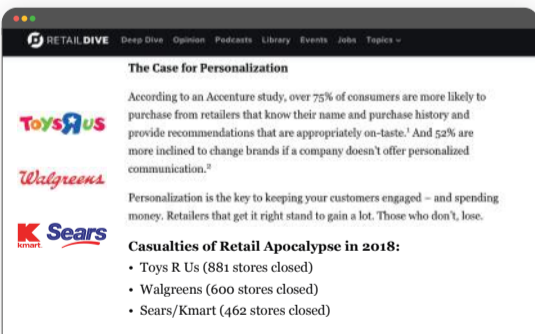 RETAILDIVE Deep Dive Opinion Podcasts Library Events Jobs Topics
The Case for Personalization
According to an Accenture study, over 75% of consumers are more likely to
purchase from retailers that know their name and purchase history and
provide recommendations that are appropriately on-taste.¹ And 52% are
more inclined to change brands if a company doesn't offer personalized
communication.²
Personalization is the key to keeping your customers engaged – and spending
money. Retailers that get it right stand to gain a lot. Those who don't, lose.
ToysRUs
Walgreens
K kmart Sears
Casualties of Retail Apocalypse in 2018:
• Toys R Us (881 stores closed)
• Walgreens (600 stores closed)
• Sears/Kmart (462 stores closed)